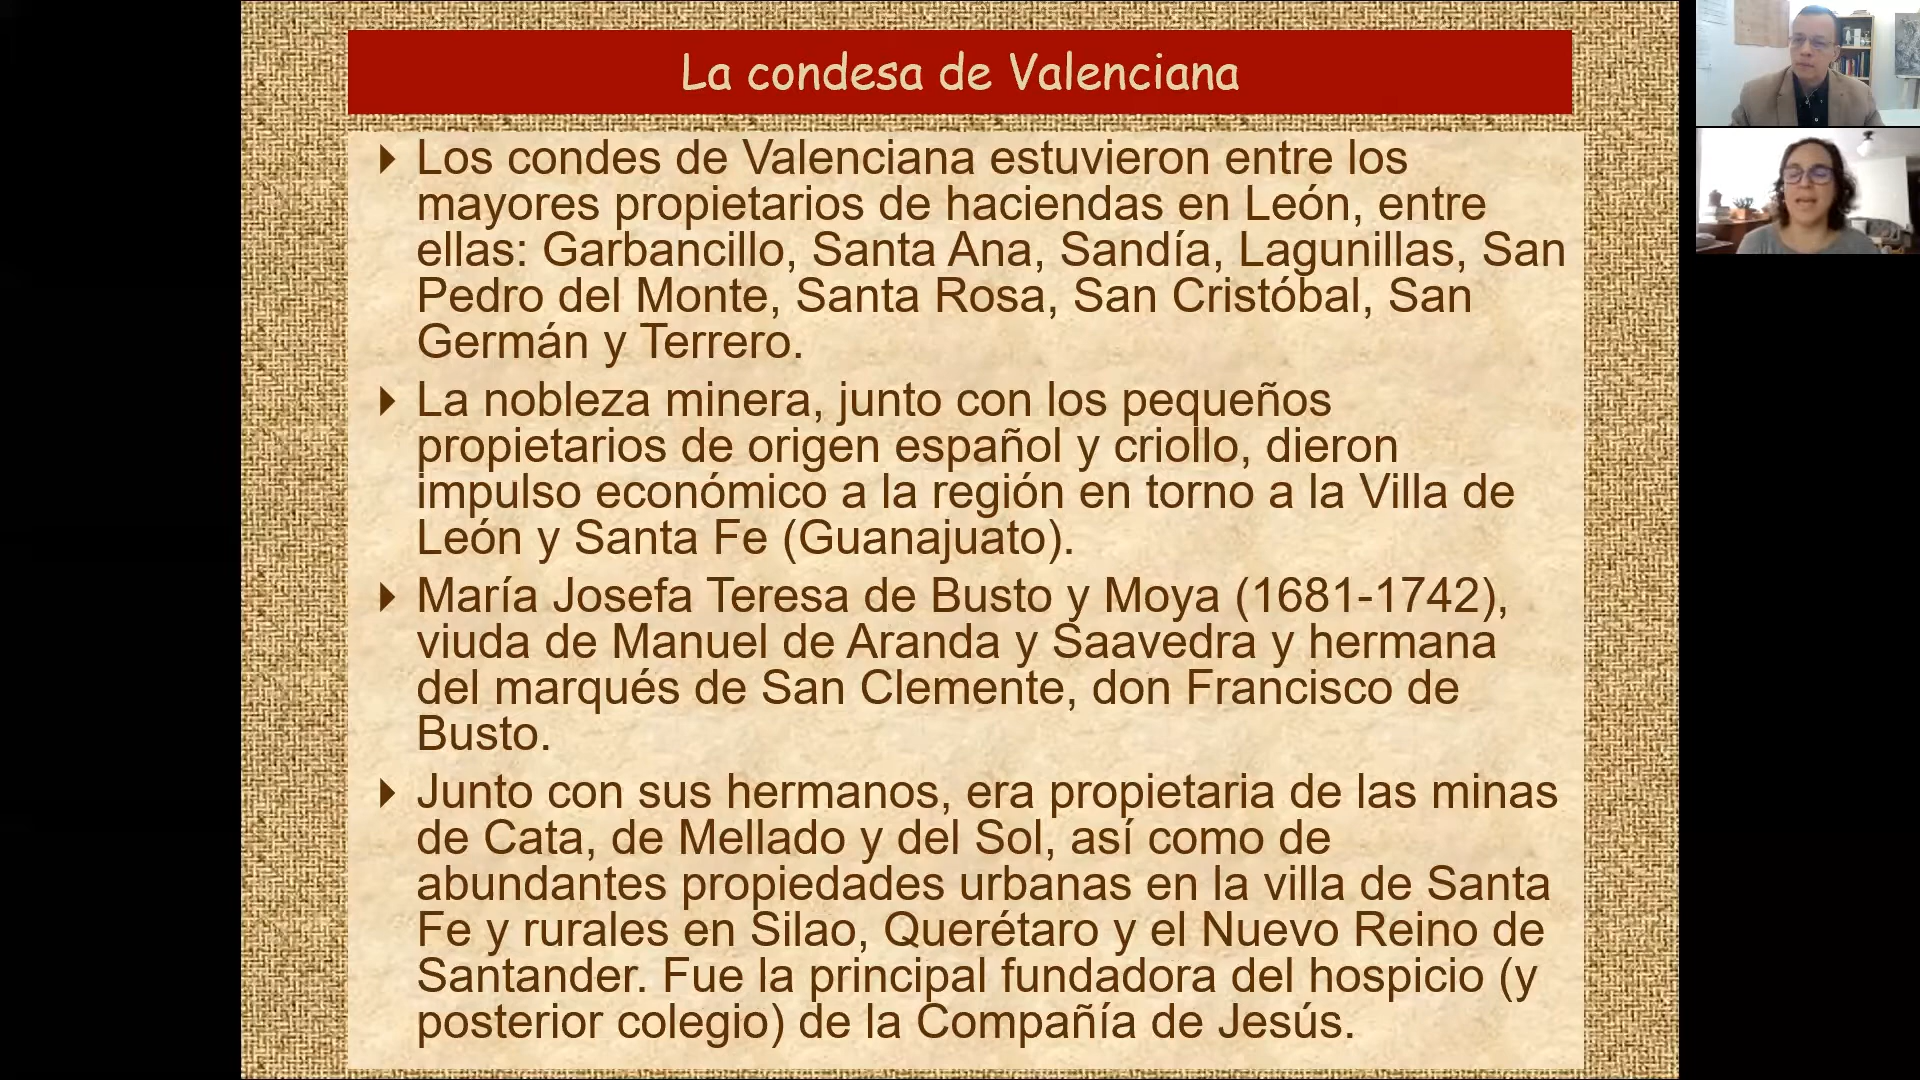 La condesa de Valenciana
Los condes de Valenciana estuvieron entre los
mayores propietarios de haciendas en León, entre
ellas: Garbancillo, Santa Ana, Sandía, Lagunillas, San
Pedro del Monte, Santa Rosa, San Cristóbal, San
Germán y Terrero.
La nobleza minera, junto con los pequeños
propietarios de origen español y criollo, dieron
impulso económico a la región en torno a la Villa de
León y Santa Fe (Guanajuato).
María Josefa Teresa de Busto y Moya (1681-1742),
viuda de Manuel de Aranda y Saavedra y hermana
del marqués de San Clemente, don Francisco de
Busto.
Junto con sus hermanos, era propietaria de las minas
de Cata, de Mellado y del Sol, así como de
abundantes propiedades urbanas en la villa de Santa
Fe y rurales en Silao, Querétaro y el Nuevo Reino de
Santander. Fue la principal fundadora del hospicio (y
posterior colegio) de la Compañía de Jesús.